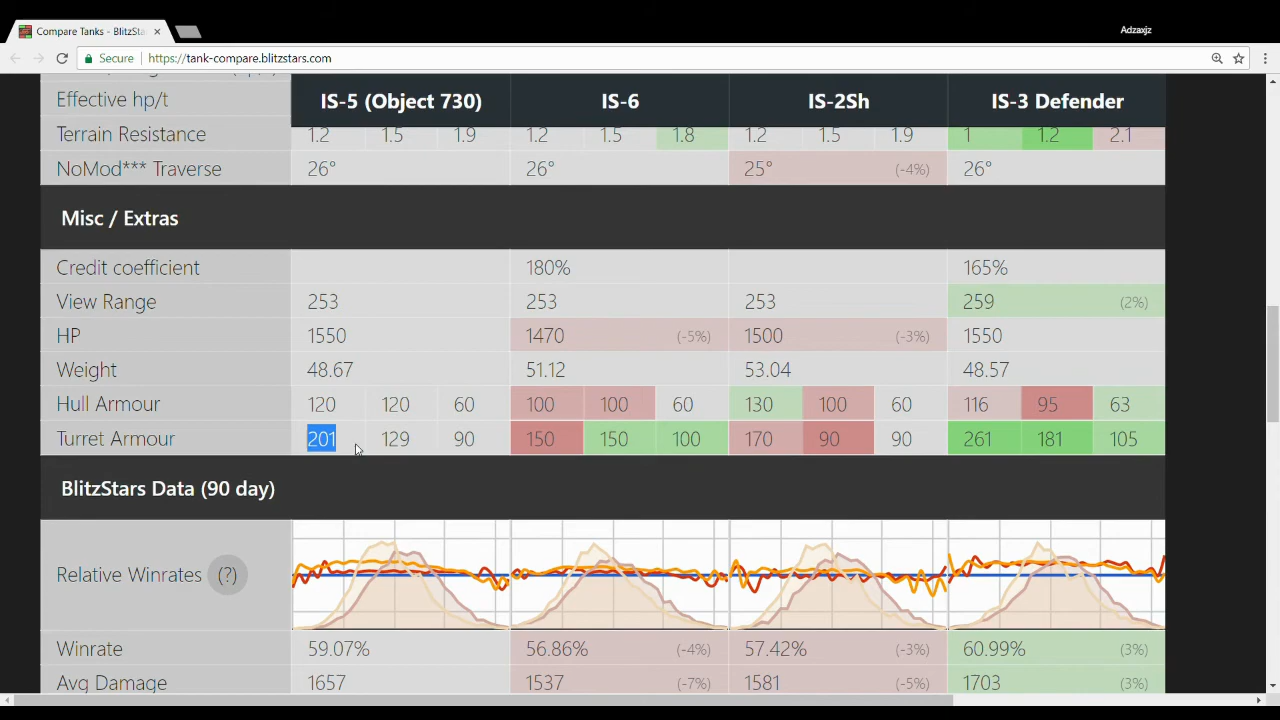 Compare Tanks - BlitzSta
Adzaxjz
Secure https://tank-compare.blitzstars.com
Effective hp/t IS-5 (Object 730) IS-6 IS-2Sh IS-3 Defender
Terrain Resistance 1.2 1.5 1.9 1.2 1.5 1.8 1.2 1.5 1.9 1 1.2 2.1
NoMod*** Traverse 26° 26° 25° (-4%) 26°
Misc / Extras
Credit coefficient 180% 165%
View Range 253 253 253 259 (2%)
HP 1550 1470 (-5%) 1500 (-3%) 1550
Weight 48.67 51.12 53.04 48.57
Hull Armour 120 120 60 100 100 60 130 100 60 116 95 63
Turret Armour 201 129 90 150 150 100 170 90 90 261 181 105
BlitzStars Data (90 day)
Relative Winrates (?)
Winrate 59.07% 56.86% (-4%) 57.42% (-3%) 60.99% (3%)
Avg Damage 1657 1537 (-7%) 1581 (-5%) 1703 (3%)